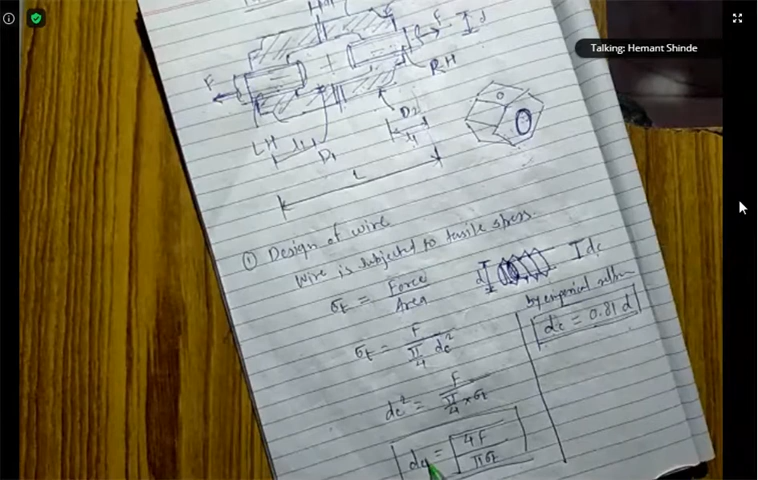 Talking: Hemant Shinde
F
d
F
RH
LH
D2
D1
L
① Design of wire
Wire is subjected to tensile stress.
σt = Force / Area
d
dc
σt = F / π/4 dc²
by empirical relation
dc = 0.81 d
dc² = F / π/4 × σt
dc = √4F / πσt